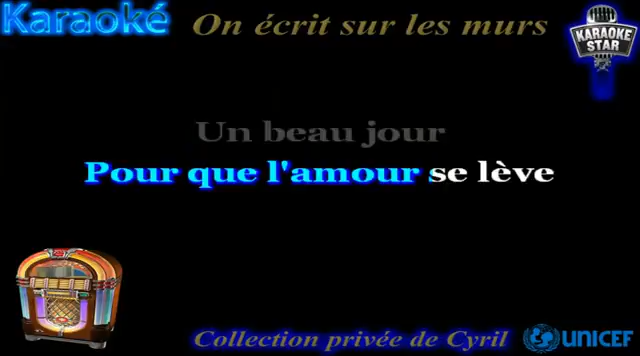 Karaoké
On écrit sur les murs
KARAOKE
STAR
Un beau jour
Pour que l'amour se lève
Collection privée de Cyril
UNICEF